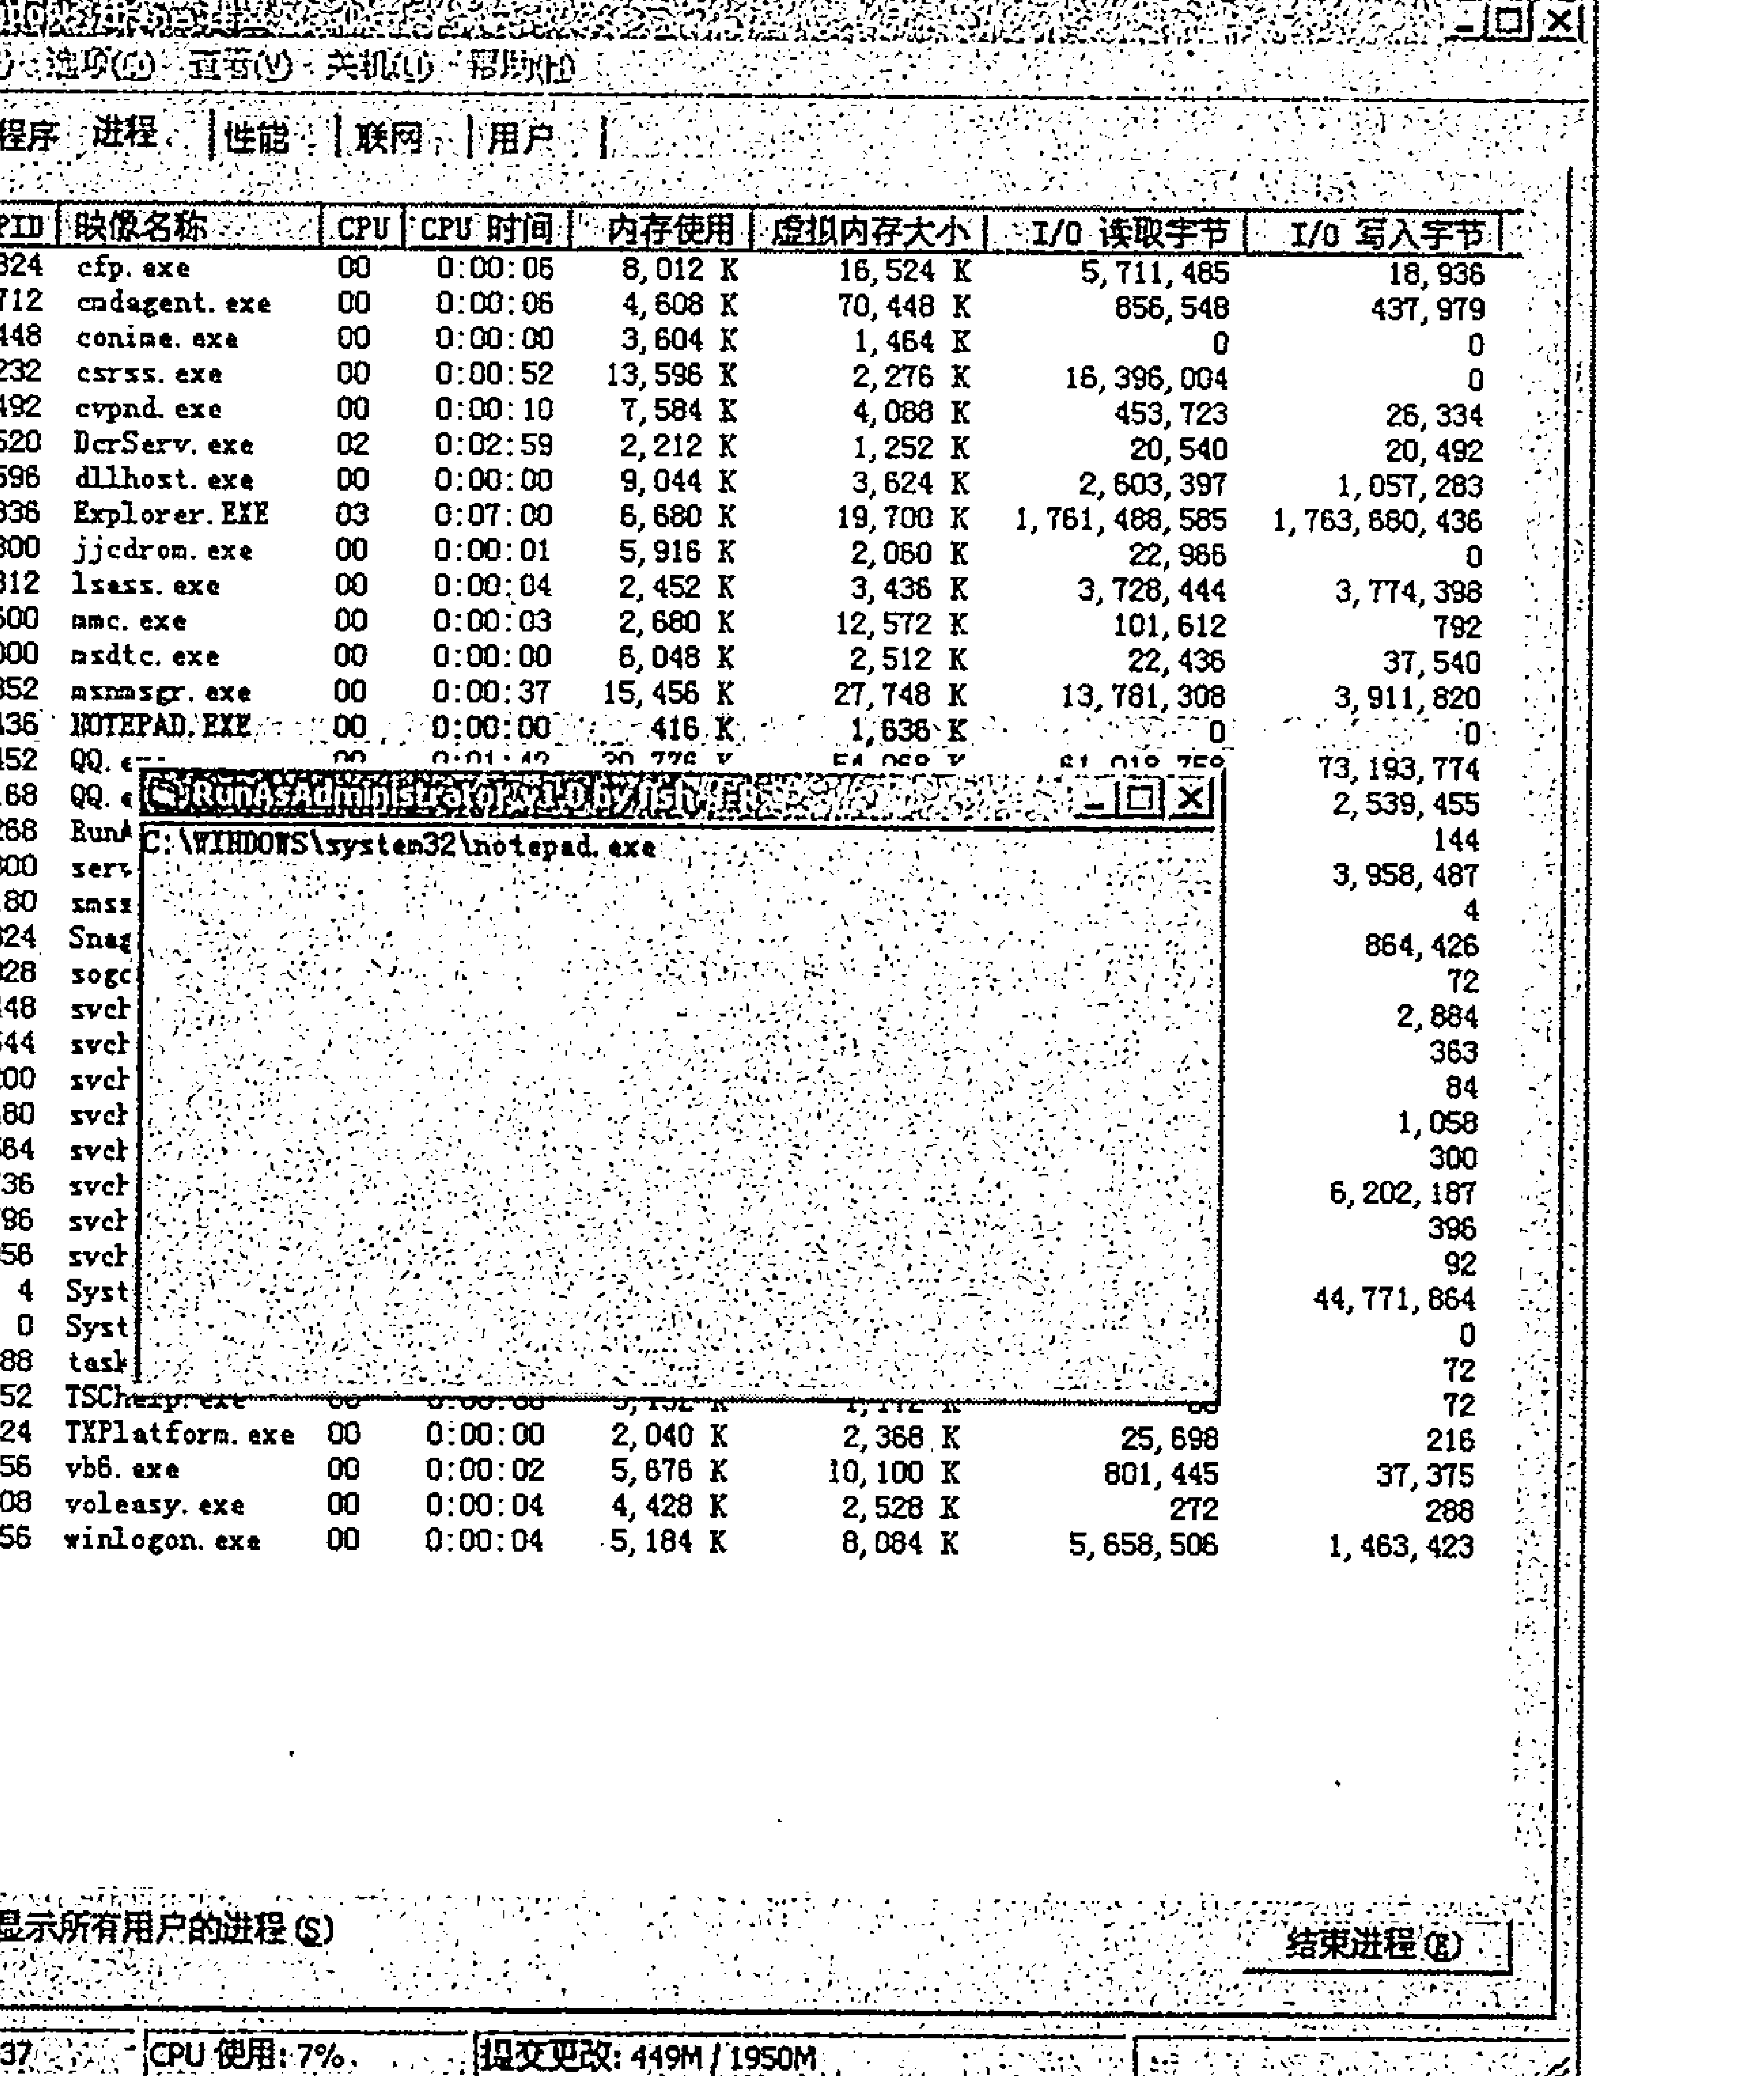 选项(O) 查看(V) 关机(U) 帮助(H)
程序 进程 性能 联网 用户
PID 映像名称 CPU CPU 时间 内存使用 虚拟内存大小 I/O 读取字节 I/O 写入字节
324 cfp.exe 00 0:00:06 8,012 K 16,524 K 5,711,485 18,936
712 cmdagent.exe 00 0:00:06 4,608 K 70,448 K 856,548 437,979
448 conime.exe 00 0:00:00 3,604 K 1,464 K 0 0
232 csrss.exe 00 0:00:52 13,596 K 2,276 K 16,396,004 0
492 cvpnd.exe 00 0:00:10 7,584 K 4,088 K 453,723 26,334
520 DcrServ.exe 02 0:02:59 2,212 K 1,252 K 20,540 20,492
596 dllhost.exe 00 0:00:00 9,044 K 3,624 K 2,603,397 1,057,283
336 Explorer.EXE 03 0:07:00 6,680 K 19,700 K 1,761,488,585 1,763,680,436
300 jjcdrom.exe 00 0:00:01 5,916 K 2,060 K 22,966 0
312 lsass.exe 00 0:00:04 2,452 K 3,436 K 3,728,444 3,774,398
500 mmc.exe 00 0:00:03 2,680 K 12,572 K 101,612 792
000 msdtc.exe 00 0:00:00 6,048 K 2,512 K 22,436 37,540
352 msnmsgr.exe 00 0:00:37 15,456 K 27,748 K 13,781,308 3,911,820
436 NOTEPAD.EXE 00 0:00:00 416 K 1,636 K 0 0
452 QQ.e 00 0:01:42 73,193,774
168 QQ.e 2,539,455
268 RunA 144
300 serv 3,958,487
180 smss 4
324 Snag 864,426
028 sogo 72
148 svch 2,884
544 svch 363
200 svch 84
180 svch 1,058
564 svch 300
736 svch 6,202,187
796 svch 396
56 svch 92
4 Syst 44,771,864
0 Syst 0
88 task 72
52 72
24 TXPlatform.exe 00 0:00:00 2,040 K 2,368 K 25,698 216
56 vb6.exe 00 0:00:02 5,676 K 10,100 K 801,445 37,375
08 voleasy.exe 00 0:00:04 4,428 K 2,528 K 272 288
56 winlogon.exe 00 0:00:04 5,184 K 8,084 K 5,658,506 1,463,423
RunAsAdministrator v1.0 by
C:\WINDOWS\system32\notepad.exe
显示所有用户的进程(S)
结束进程(E)
37 CPU 使用: 7% 提交更改: 449M / 1950M